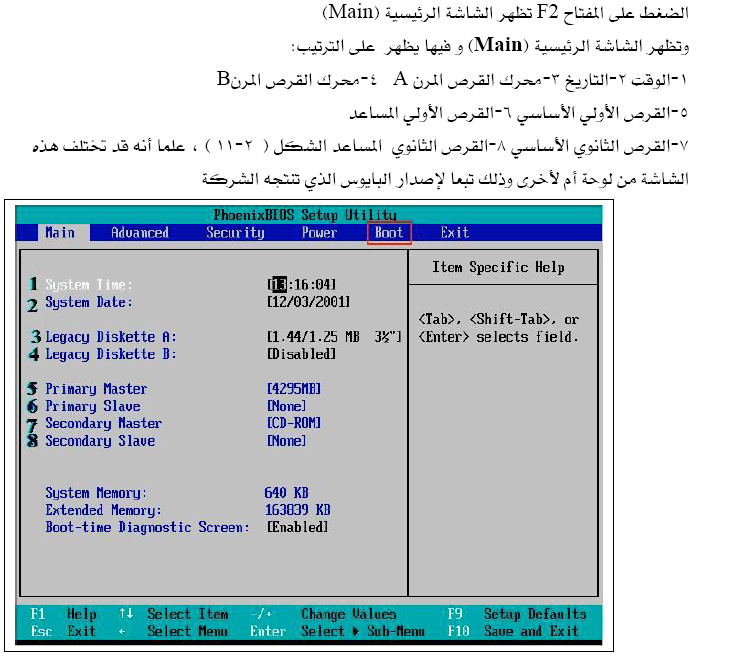 الضغط على المفتاح F2 تظهر الشاشة الرئيسية (Main)
وتظهر الشاشة الرئيسية (Main) و فيها يظهر على الترتيب:
١-الوقت ٢-التاريخ ٣-محرك القرص المرن A ٤-محرك القرص المرنB
٥-القرص الأولي الأساسي ٦-القرص الأولي المساعد
٧-القرص الثانوي الأساسي ٨-القرص الثانوي المساعد الشكل ( ٢-١١ ) ، علما أنه قد تختلف هذه
الشاشة من لوحة أم لأخرى وذلك تبعا لإصدار البايوس الذي تنتجه الشركة
PhoenixBIOS Setup Utility
Main Advanced Security Power Boot Exit
Item Specific Help
1 System Time: [13:16:04]
2 System Date: [12/03/2001]
<Tab>, <Shift-Tab>, or
<Enter> selects field.
3 Legacy Diskette A: [1.44/1.25 MB 3½"]
4 Legacy Diskette B: [Disabled]
5 Primary Master [4295MB]
6 Primary Slave [None]
7 Secondary Master [CD-ROM]
8 Secondary Slave [None]
System Memory: 640 KB
Extended Memory: 163839 KB
Boot-time Diagnostic Screen: [Enabled]
F1 Help ↑↓ Select Item -/+ Change Values F9 Setup Defaults
Esc Exit ← Select Menu Enter Select ▶ Sub-Menu F10 Save and Exit